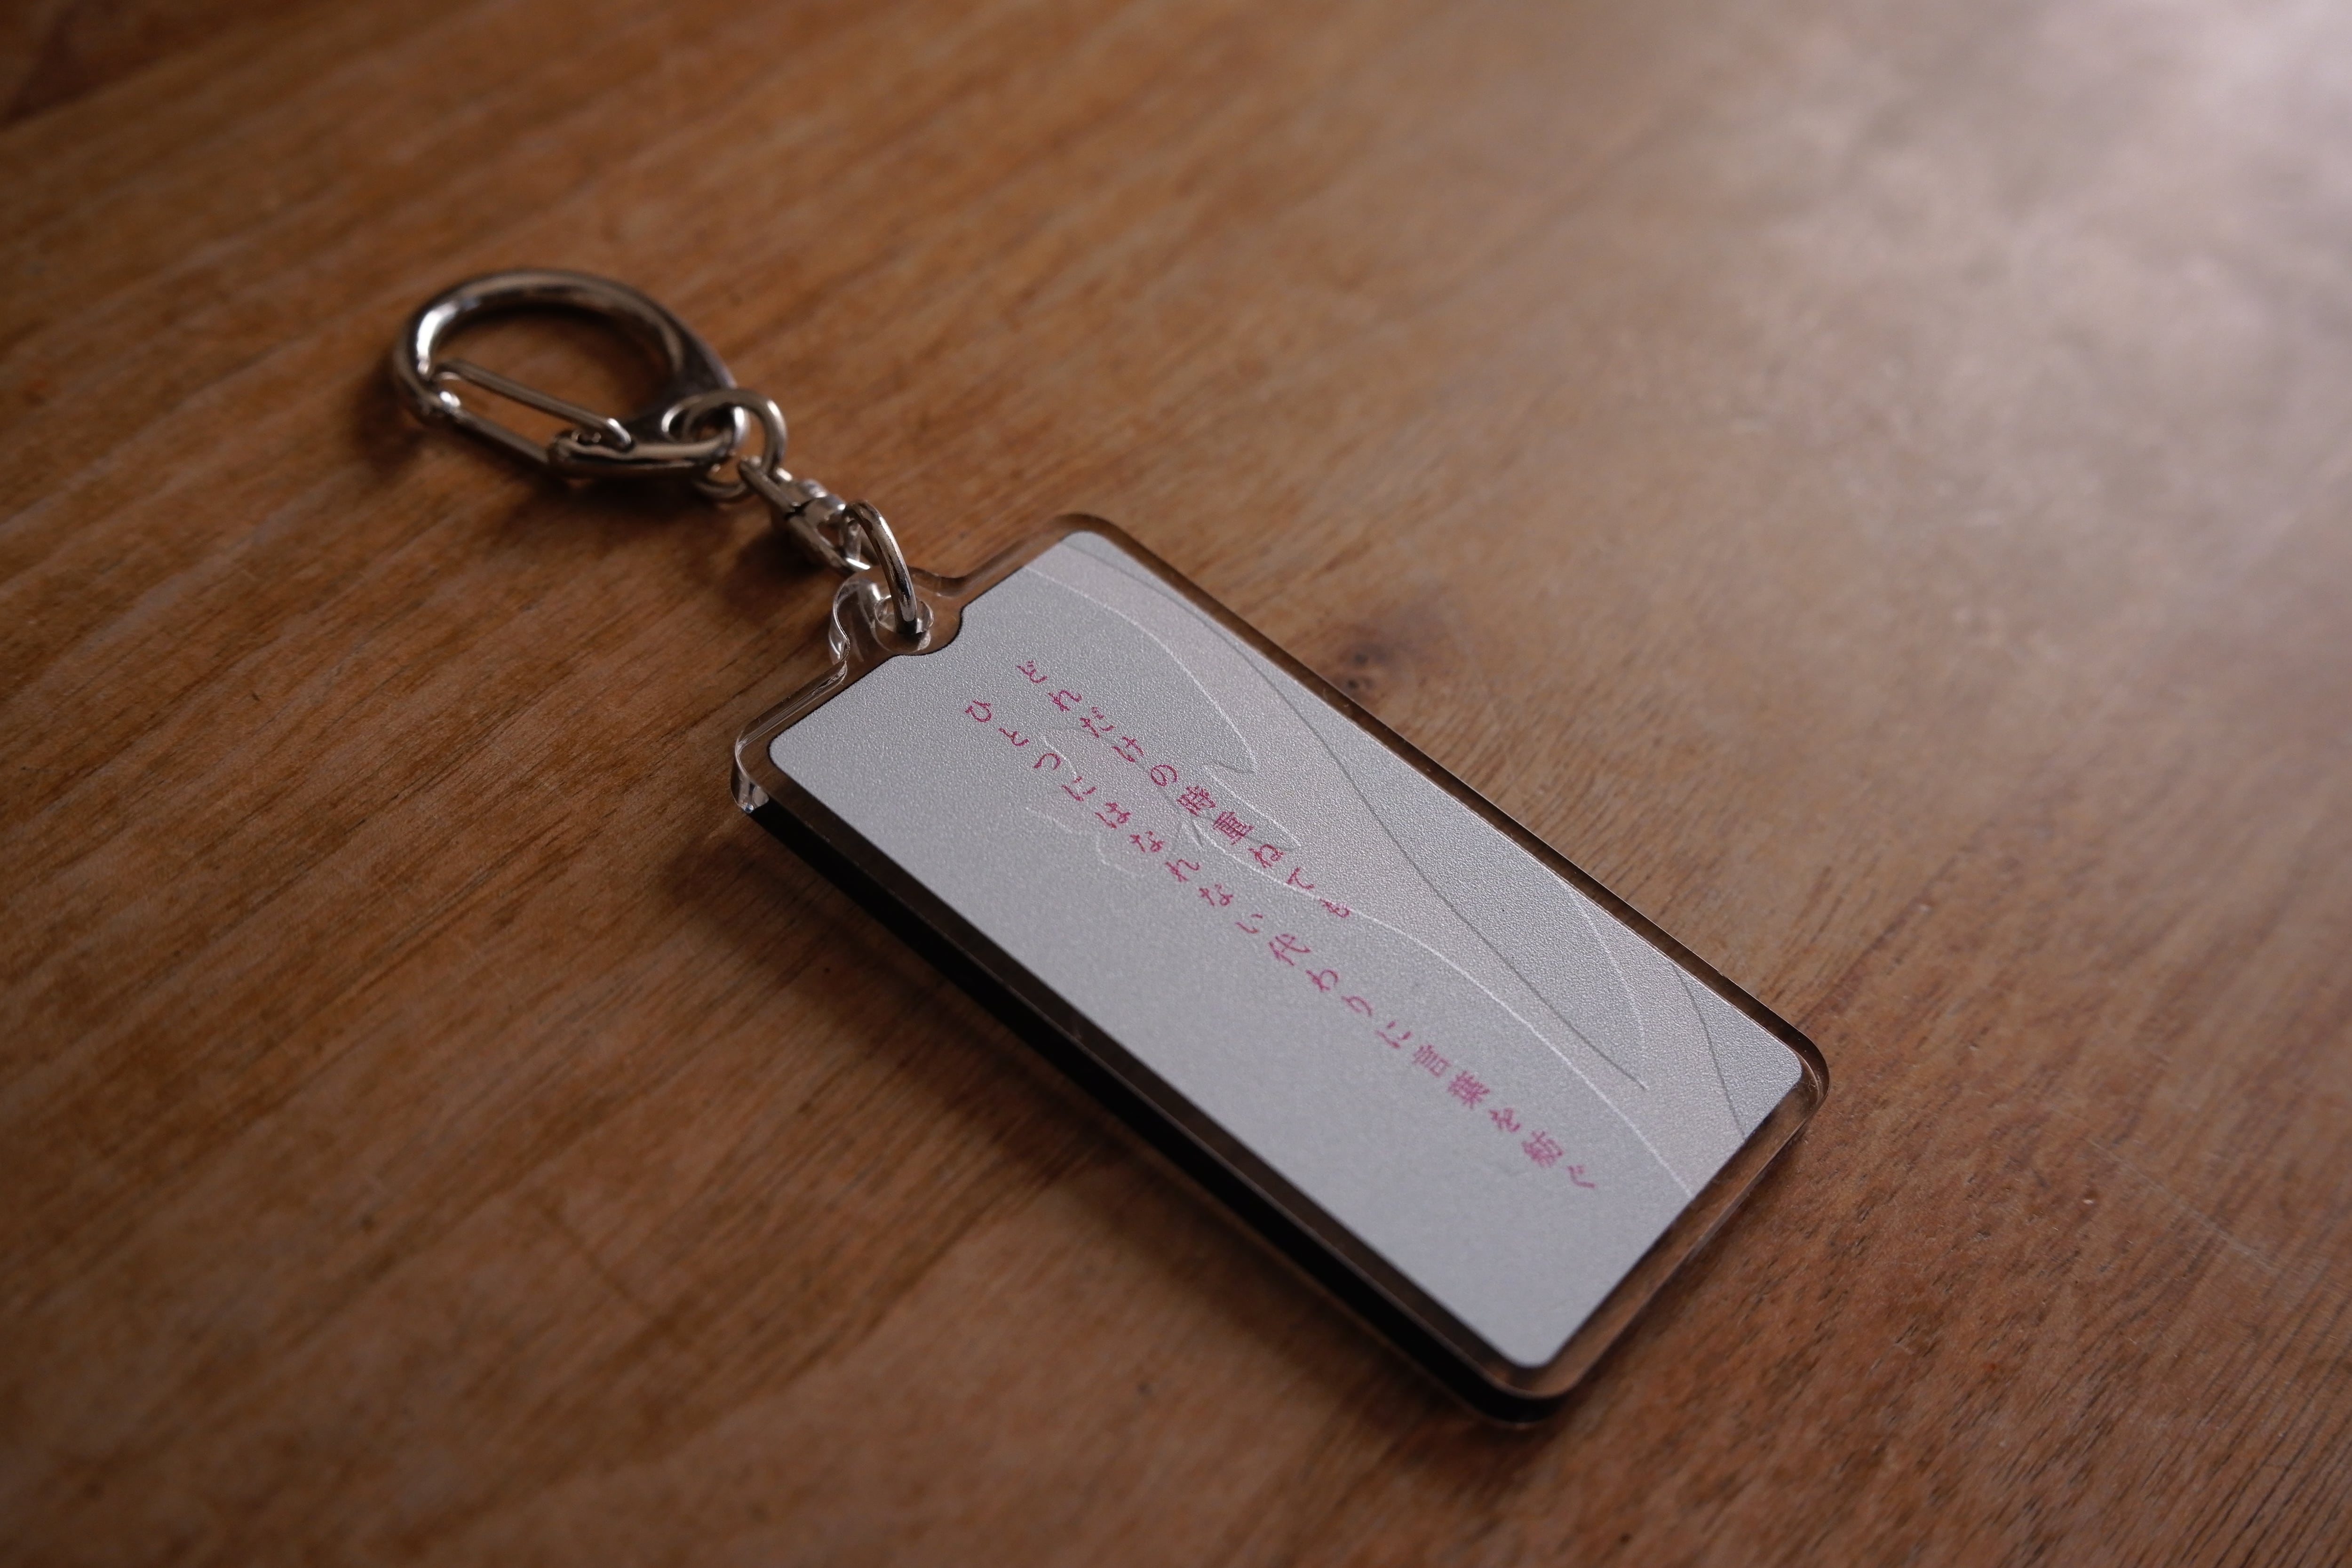 どれだけの時重ねても
ひとつにはなれない代わりに言葉を紡ぐ